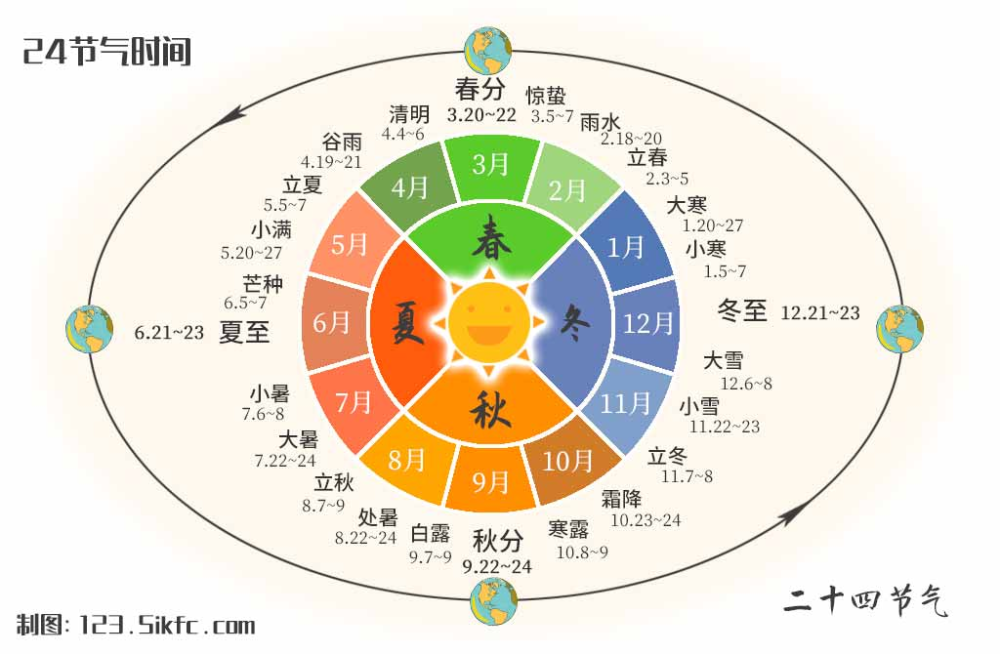 24节气时间
春分
3.20~22
惊蛰
3.5~7
雨水
2.18~20
立春
2.3~5
大寒
1.20~27
小寒
1.5~7
冬至 12.21~23
大雪
12.6~8
小雪
11.22~23
立冬
11.7~8
霜降
10.23~24
寒露
10.8~9
秋分
9.22~24
白露
9.7~9
处暑
8.22~24
立秋
8.7~9
大暑
7.22~24
小暑
7.6~8
6.21~23 夏至
芒种
6.5~7
小满
5.20~27
立夏
5.5~7
谷雨
4.19~21
清明
4.4~6
3月
2月
1月
12月
11月
10月
9月
8月
7月
6月
5月
4月
春
夏
冬
秋
二十四节气
制图: 123.5ikfc.com